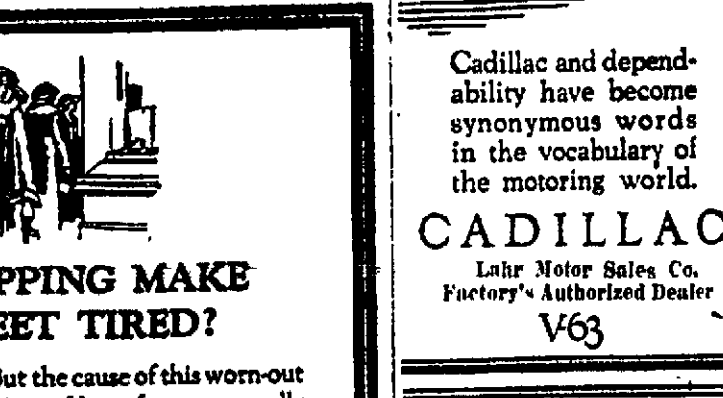 PPING MAKE
EET TIRED?
But the cause of this worn-out
Cadillac and depend-
ability have become
synonymous words
in the vocabulary of
the motoring world.
CADILLAC
Lahr Motor Sales Co.
Factory's Authorized Dealer
V-63